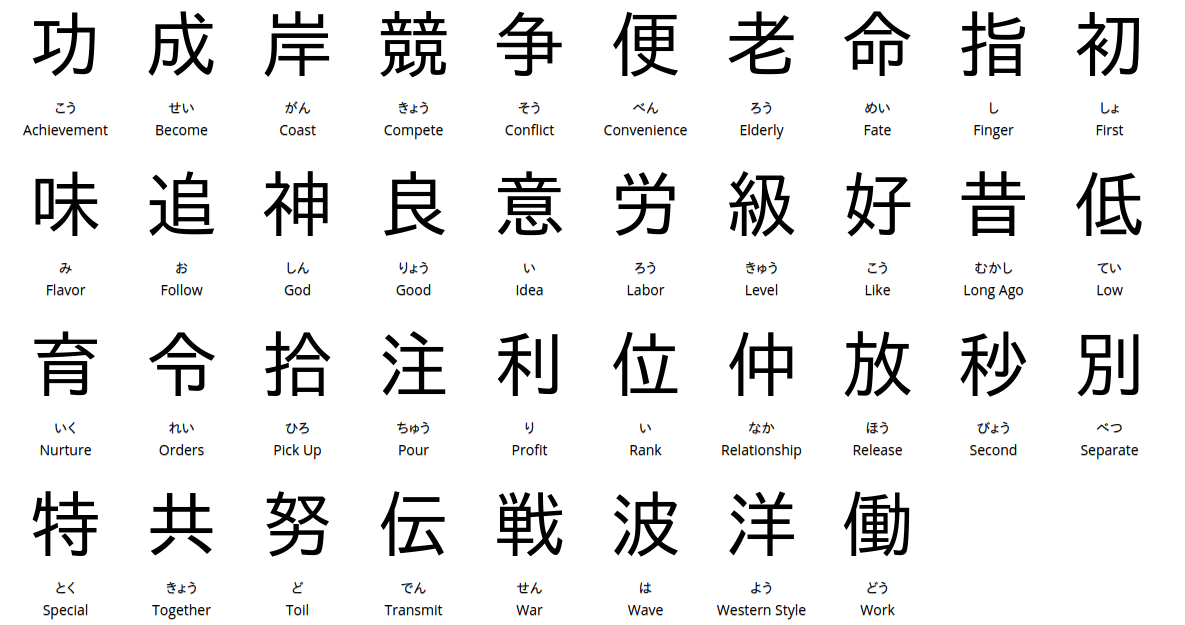 功 成 岸 競 争 便 老 命 指 初
こう せい がん きょう そう べん ろう めい し しょ
Achievement Become Coast Compete Conflict Convenience Elderly Fate Finger First
味 追 神 良 意 労 級 好 昔 低
み お しん りょう い ろう きゅう こう むかし てい
Flavor Follow God Good Idea Labor Level Like Long Ago Low
育 令 拾 注 利 位 仲 放 秒 別
いく れい ひろ ちゅう り い なか ほう びょう べつ
Nurture Orders Pick Up Pour Profit Rank Relationship Release Second Separate
特 共 努 伝 戦 波 洋 働
とく きょう ど でん せん は よう どう
Special Together Toil Transmit War Wave Western Style Work